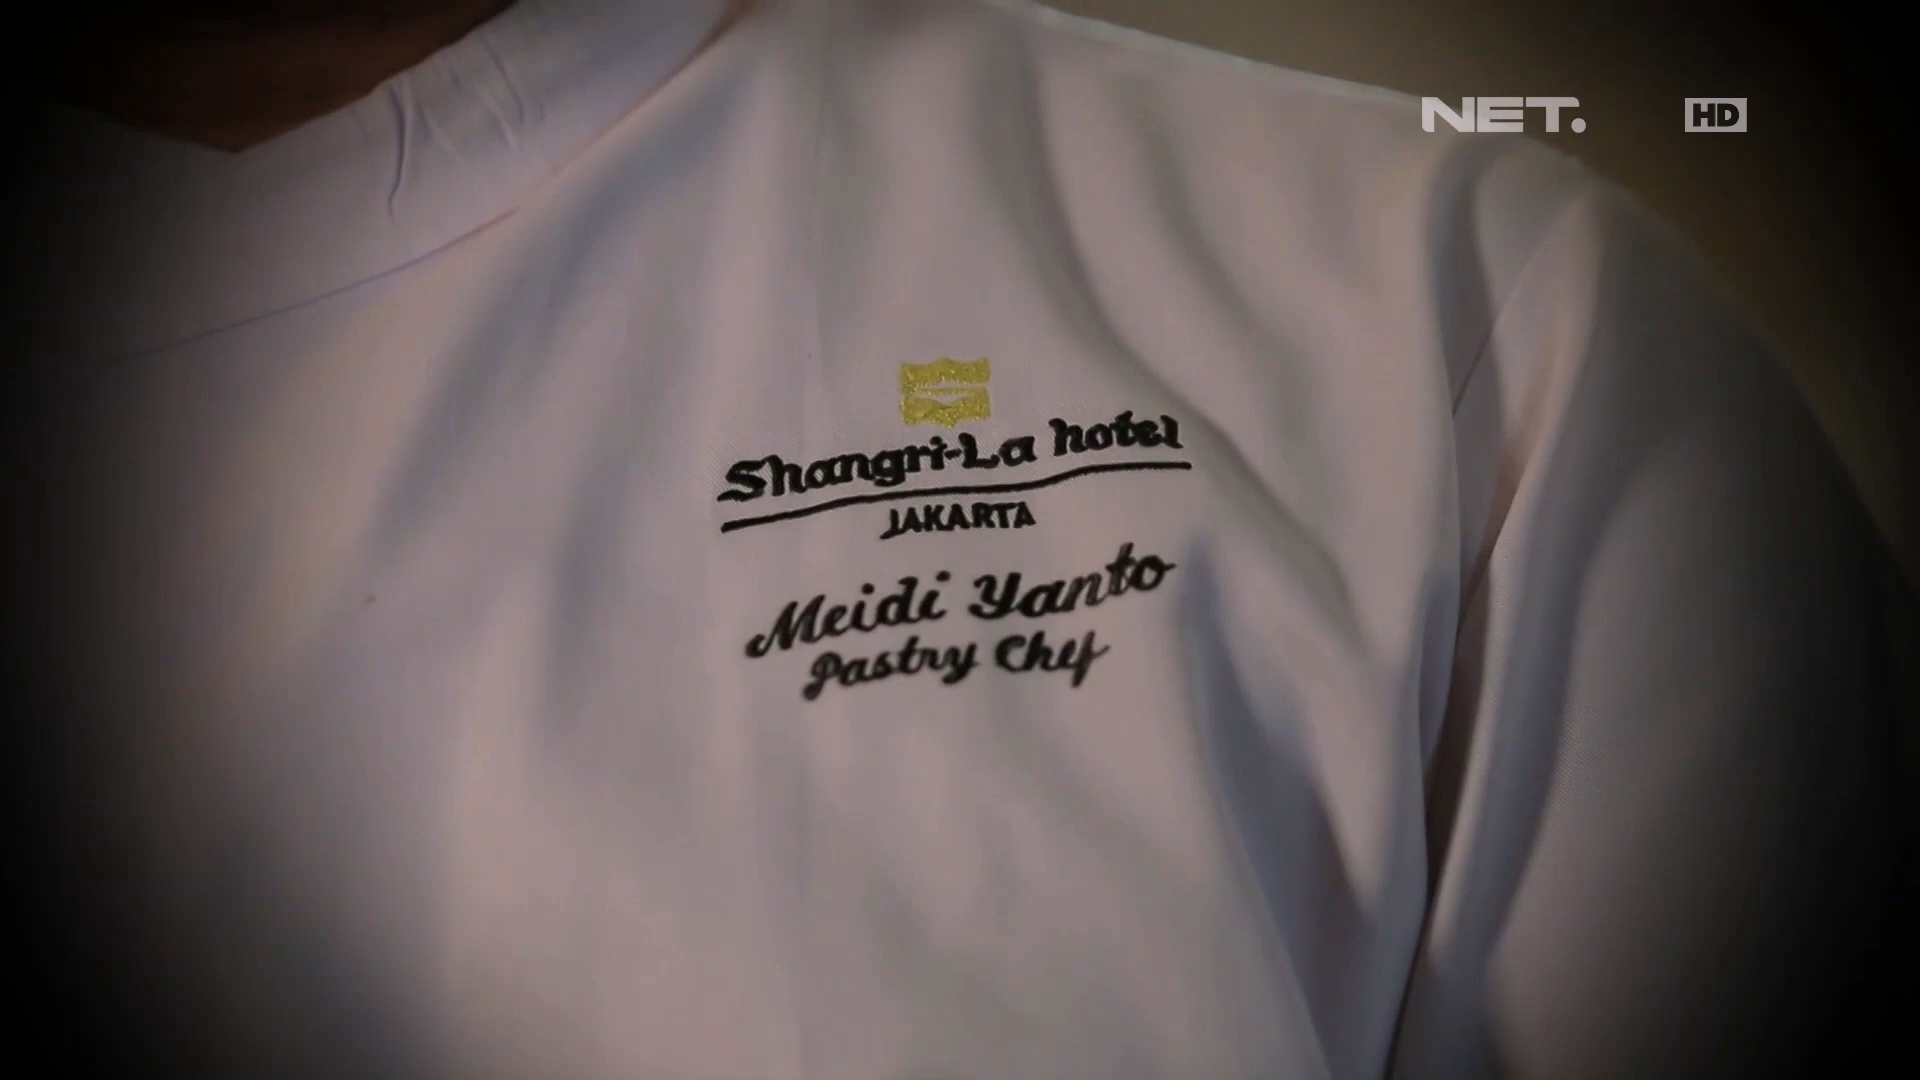 NET. HD
Shangri-La hotel
JAKARTA
Meidi Yanto
Pastry Chef